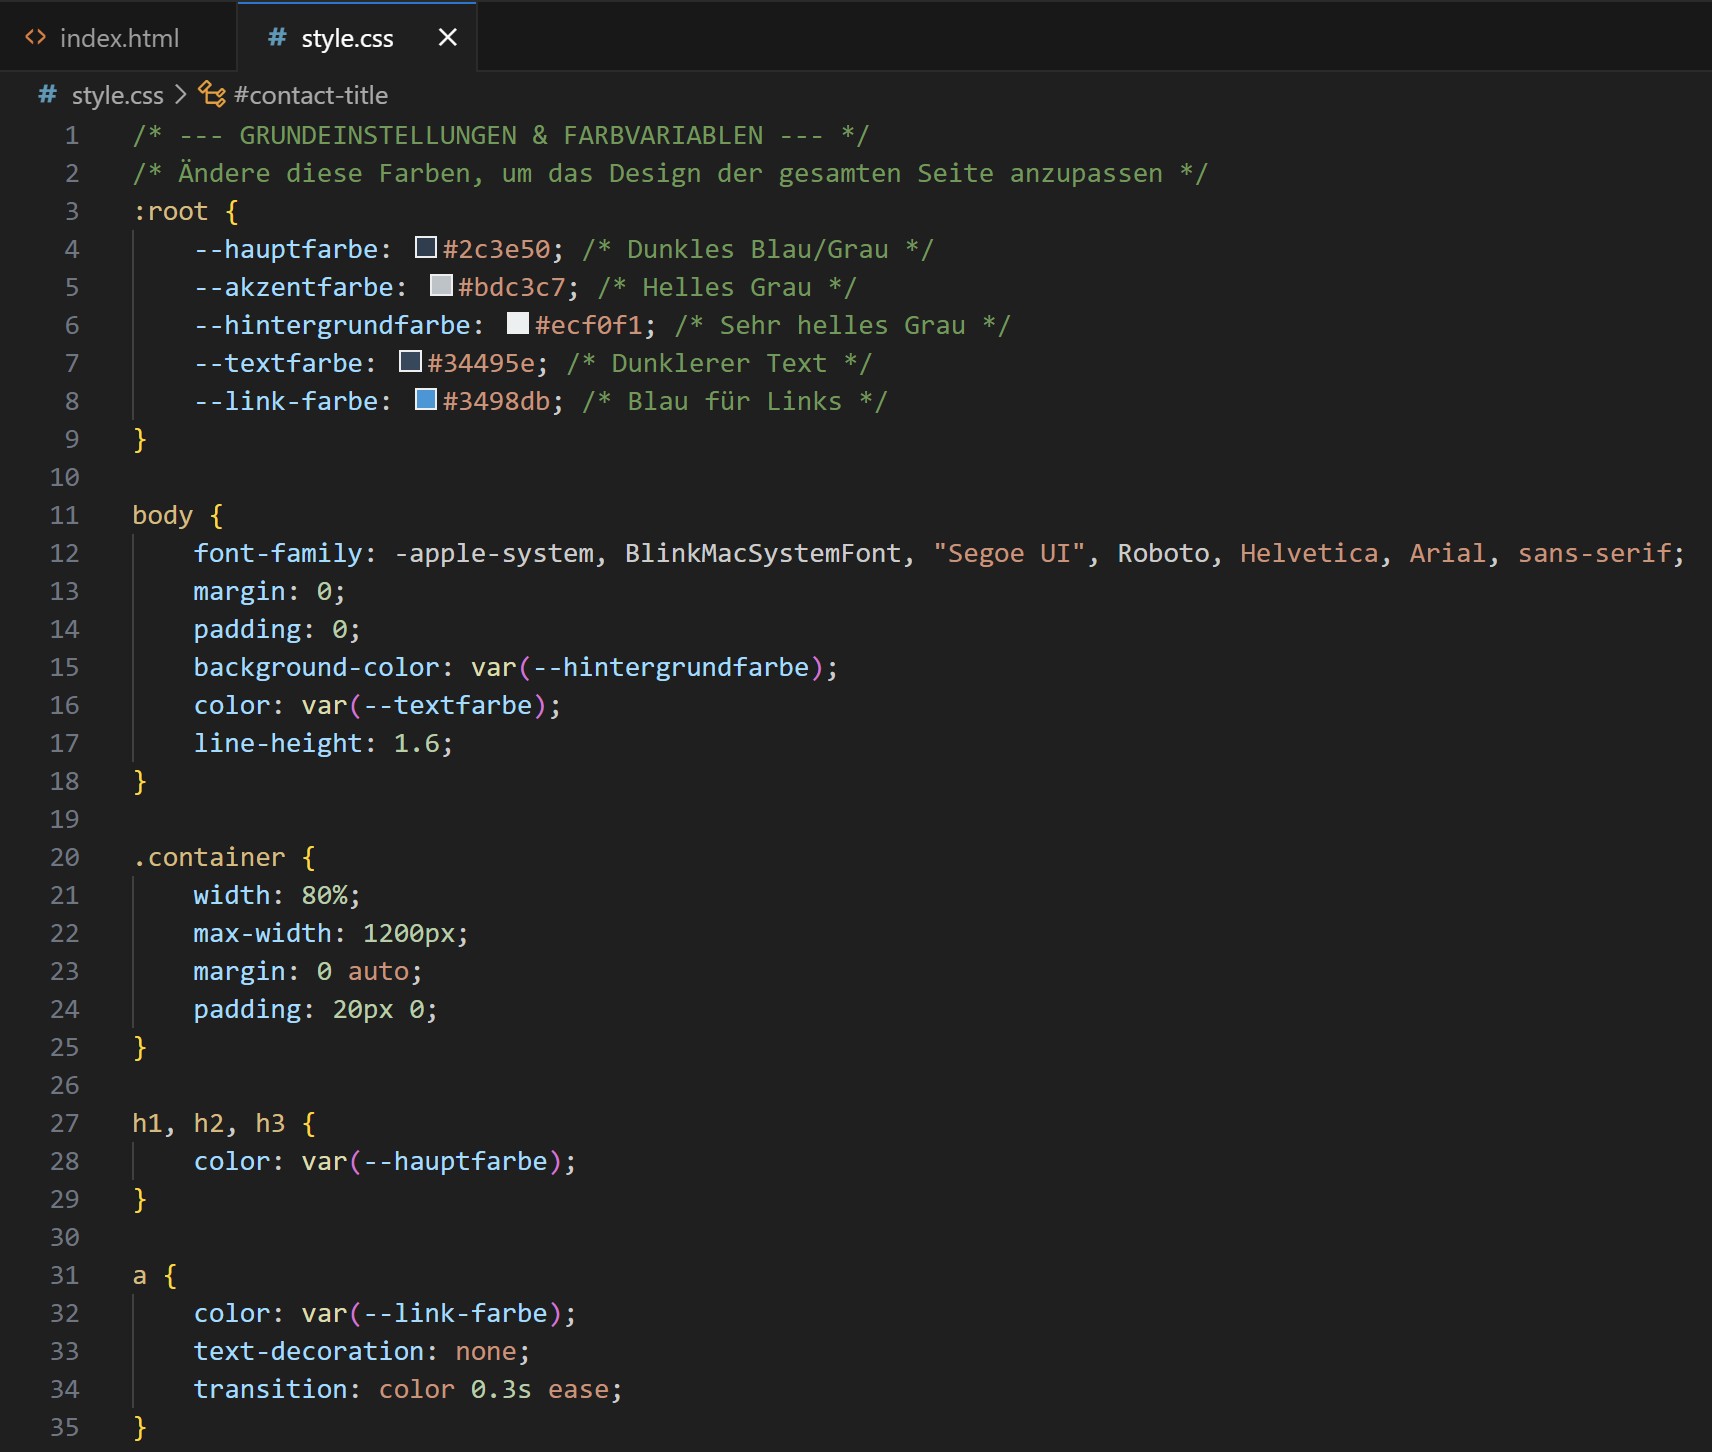 index.html
style.css
style.css > #contact-title
1 /* --- GRUNDEINSTELLUNGEN & FARBVARIABLEN --- */
2 /* Ändere diese Farben, um das Design der gesamten Seite anzupassen */
3 :root {
4     --hauptfarbe: #2c3e50; /* Dunkles Blau/Grau */
5     --akzentfarbe: #bdc3c7; /* Helles Grau */
6     --hintergrundfarbe: #ecf0f1; /* Sehr helles Grau */
7     --textfarbe: #34495e; /* Dunklerer Text */
8     --link-farbe: #3498db; /* Blau für Links */
9 }
10
11 body {
12     font-family: -apple-system, BlinkMacSystemFont, "Segoe UI", Roboto, Helvetica, Arial, sans-serif;
13     margin: 0;
14     padding: 0;
15     background-color: var(--hintergrundfarbe);
16     color: var(--textfarbe);
17     line-height: 1.6;
18 }
19
20 .container {
21     width: 80%;
22     max-width: 1200px;
23     margin: 0 auto;
24     padding: 20px 0;
25 }
26
27 h1, h2, h3 {
28     color: var(--hauptfarbe);
29 }
30
31 a {
32     color: var(--link-farbe);
33     text-decoration: none;
34     transition: color 0.3s ease;
35 }